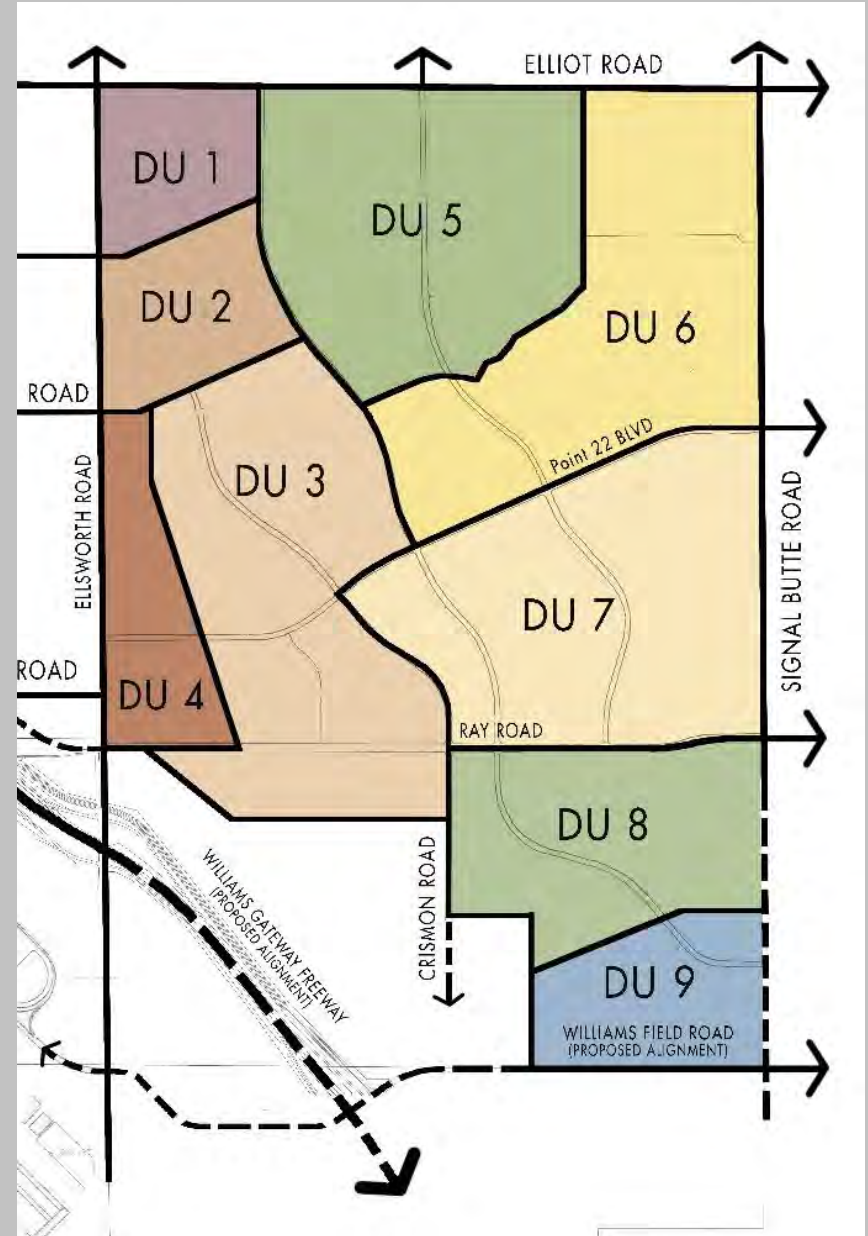 ELLIOT ROAD
DU 1
DU 5
DU 2
DU 6
ROAD
Point 22 BLVD
DU 3
ELLSWORTH ROAD
SIGNAL BUTTE ROAD
DU 7
ROAD
DU 4
RAY ROAD
DU 8
WILLIAMS GATEWAY FREEWAY
(PROPOSED ALIGNMENT)
CRISMON ROAD
DU 9
WILLIAMS FIELD ROAD
(PROPOSED ALIGNMENT)